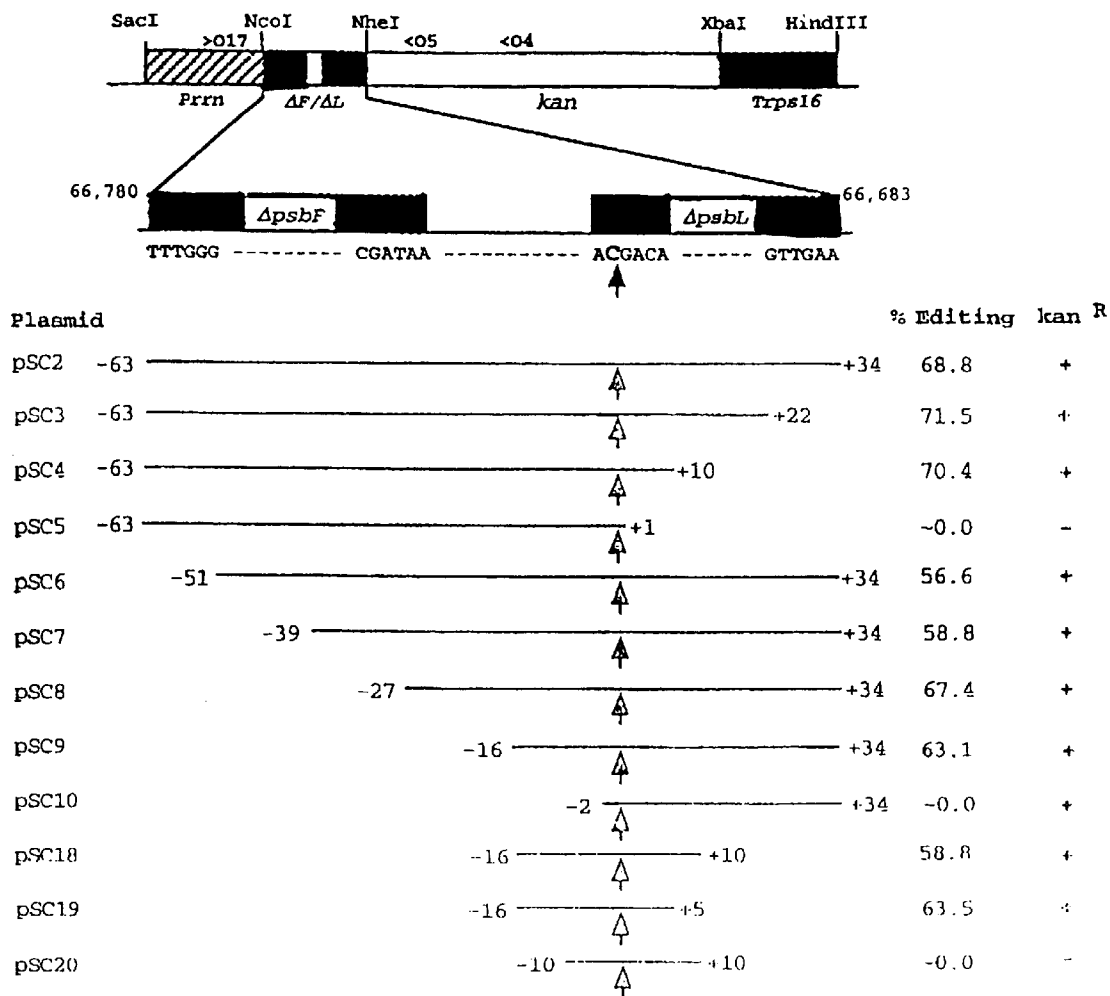 SacI NcoI NheI XbaI HindIII
>O17 <O5 <O4
Prrn ΔF/ΔL kan Trps16
66,780 ΔpsbF ΔpsbL 66,683
TTTGGG ---------- CGATAA ------------ ACGACA ------ GTTGAA
Plasmid % Editing kan R
pSC2 -63 +34 68.8 +
pSC3 -63 +22 71.5 +
pSC4 -63 +10 70.4 +
pSC5 -63 +1 ~0.0 -
pSC6 -51 +34 56.6 +
pSC7 -39 +34 58.8 +
pSC8 -27 +34 67.4 +
pSC9 -16 +34 63.1 +
pSC10 -2 +34 ~0.0 +
pSC18 -16 +10 58.8 +
pSC19 -16 +5 63.5 +
pSC20 -10 +10 ~0.0 -